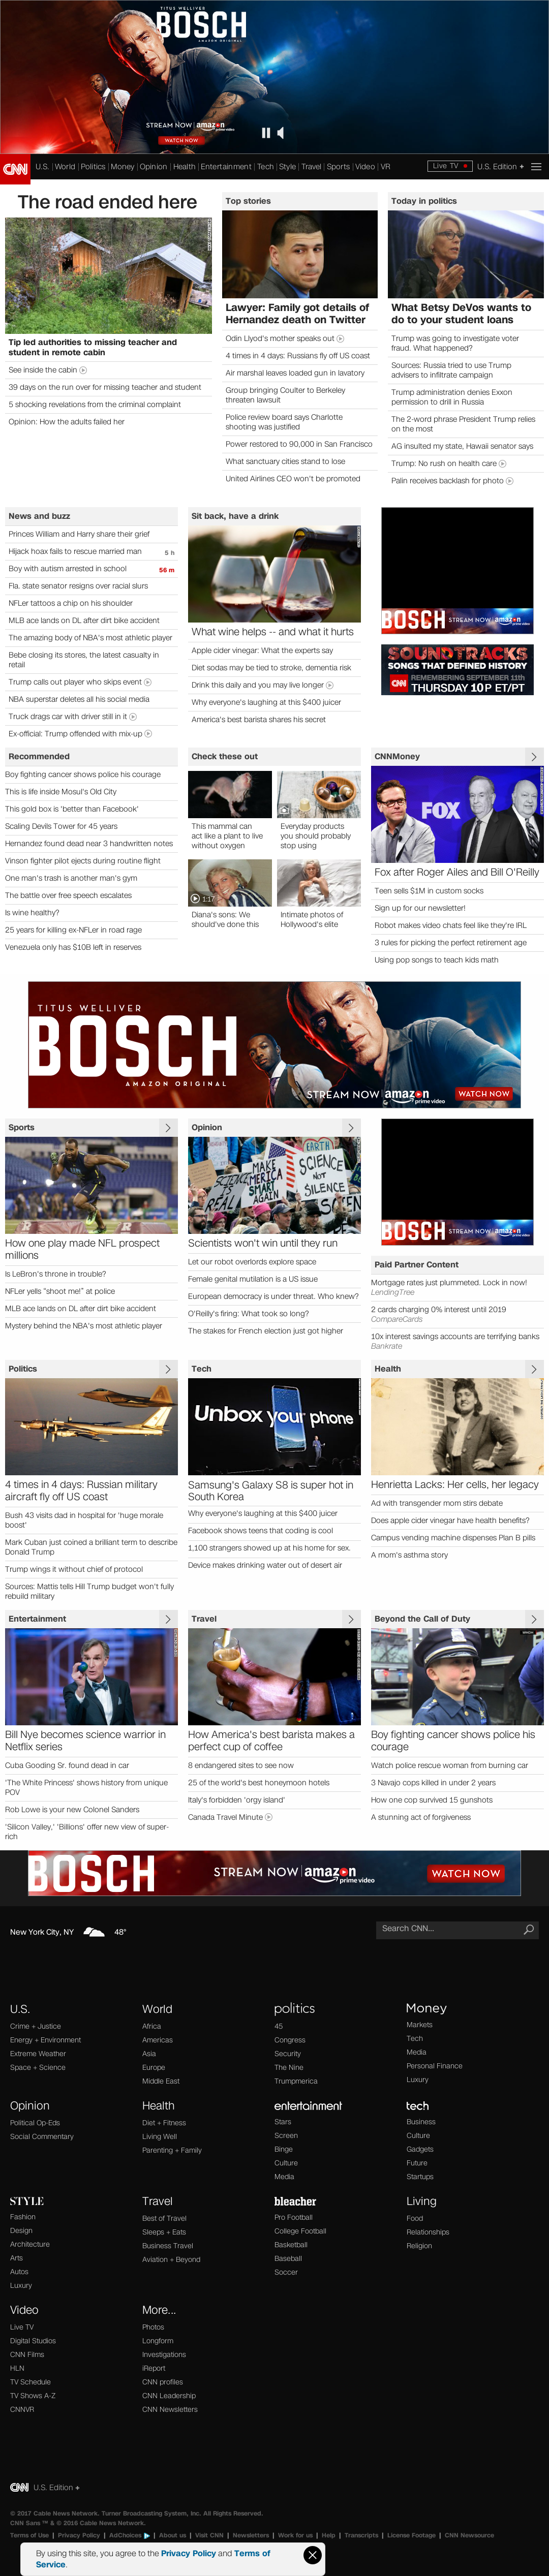 TITUS WELLIVER
BOSCH
AMAZON ORIGINAL
STREAM NOW | amazon
prime video
WATCH NOW
CNN
U.S. World Politics Money Opinion Health Entertainment Tech Style Travel Sports Video VR
Live TV
U.S. Edition +
The road ended here
Tip led authorities to missing teacher and
student in remote cabin
See inside the cabin
39 days on the run over for missing teacher and student
5 shocking revelations from the criminal complaint
Opinion: How the adults failed her
Top stories
Lawyer: Family got details of
Hernandez death on Twitter
Odin Llyod's mother speaks out
4 times in 4 days: Russians fly off US coast
Air marshal leaves loaded gun in lavatory
Group bringing Coulter to Berkeley
threaten lawsuit
Police review board says Charlotte
shooting was justified
Power restored to 90,000 in San Francisco
What sanctuary cities stand to lose
United Airlines CEO won't be promoted
Today in politics
What Betsy DeVos wants to
do to your student loans
Trump was going to investigate voter
fraud. What happened?
Sources: Russia tried to use Trump
advisers to infiltrate campaign
Trump administration denies Exxon
permission to drill in Russia
The 2-word phrase President Trump relies
on the most
AG insulted my state, Hawaii senator says
Trump: No rush on health care
Palin receives backlash for photo
News and buzz
Princes William and Harry share their grief
Hijack hoax fails to rescue married man
5 h
Boy with autism arrested in school
56 m
Fla. state senator resigns over racial slurs
NFLer tattoos a chip on his shoulder
MLB ace lands on DL after dirt bike accident
The amazing body of NBA's most athletic player
Bebe closing its stores, the latest casualty in
retail
Trump calls out player who skips event
NBA superstar deletes all his social media
Truck drags car with driver still in it
Ex-official: Trump offended with mix-up
Sit back, have a drink
What wine helps -- and what it hurts
Apple cider vinegar: What the experts say
Diet sodas may be tied to stroke, dementia risk
Drink this daily and you may live longer
Why everyone's laughing at this $400 juicer
America's best barista shares his secret
BOSCH
STREAM NOW | amazon
prime video
SOUNDTRACKS
SONGS THAT DEFINED HISTORY
CNN
REMEMBERING SEPTEMBER 11th
THURSDAY 10P ET/PT
Recommended
Boy fighting cancer shows police his courage
This is life inside Mosul's Old City
This gold box is 'better than Facebook'
Scaling Devils Tower for 45 years
Hernandez found dead near 3 handwritten notes
Vinson fighter pilot ejects during routine flight
One man's trash is another man's gym
The battle over free speech escalates
Is wine healthy?
25 years for killing ex-NFLer in road rage
Venezuela only has $10B left in reserves
Check these out
This mammal can
act like a plant to live
without oxygen
Everyday products
you should probably
stop using
1:17
Diana's sons: We
should've done this
Intimate photos of
Hollywood's elite
CNNMoney
FOX
Fox after Roger Ailes and Bill O'Reilly
Teen sells $1M in custom socks
Sign up for our newsletter!
Robot makes video chats feel like they're IRL
3 rules for picking the perfect retirement age
Using pop songs to teach kids math
TITUS WELLIVER
BOSCH
AMAZON ORIGINAL
STREAM NOW | amazon
prime video
WATCH NOW
Sports
How one play made NFL prospect
millions
Is LeBron's throne in trouble?
NFLer yells "shoot me!" at police
MLB ace lands on DL after dirt bike accident
Mystery behind the NBA's most athletic player
Opinion
MAKE
AMERICA
SMART
AGAIN
EARTH
SCIENCE
NOT
SILENCE
SCIENCE
REAL
Scientists won't win until they run
Let our robot overlords explore space
Female genital mutilation is a US issue
European democracy is under threat. Who knew?
O'Reilly's firing: What took so long?
The stakes for French election just got higher
BOSCH
STREAM NOW | amazon
prime video
Paid Partner Content
Mortgage rates just plummeted. Lock in now!
LendingTree
2 cards charging 0% interest until 2019
CompareCards
10x interest savings accounts are terrifying banks
Bankrate
Politics
4 times in 4 days: Russian military
aircraft fly off US coast
Bush 43 visits dad in hospital for 'huge morale
boost'
Mark Cuban just coined a brilliant term to describe
Donald Trump
Trump wings it without chief of protocol
Sources: Mattis tells Hill Trump budget won't fully
rebuild military
Tech
Unbox your phone
Samsung's Galaxy S8 is super hot in
South Korea
Why everyone's laughing at this $400 juicer
Facebook shows teens that coding is cool
1,100 strangers showed up at his home for sex.
Device makes drinking water out of desert air
Health
Henrietta Lacks: Her cells, her legacy
Ad with transgender mom stirs debate
Does apple cider vinegar have health benefits?
Campus vending machine dispenses Plan B pills
A mom's asthma story
Entertainment
Bill Nye becomes science warrior in
Netflix series
Cuba Gooding Sr. found dead in car
'The White Princess' shows history from unique
POV
Rob Lowe is your new Colonel Sanders
'Silicon Valley,' 'Billions' offer new view of super-
rich
Travel
How America's best barista makes a
perfect cup of coffee
8 endangered sites to see now
25 of the world's best honeymoon hotels
Italy's forbidden 'orgy island'
Canada Travel Minute
Beyond the Call of Duty
Boy fighting cancer shows police his
courage
Watch police rescue woman from burning car
3 Navajo cops killed in under 2 years
How one cop survived 15 gunshots
A stunning act of forgiveness
BOSCH
STREAM NOW | amazon
prime video
WATCH NOW
New York City, NY
48°
Search CNN...
U.S.
Crime + Justice
Energy + Environment
Extreme Weather
Space + Science
World
Africa
Americas
Asia
Europe
Middle East
politics
45
Congress
Security
The Nine
Trumpmerica
Money
Markets
Tech
Media
Personal Finance
Luxury
Opinion
Political Op-Eds
Social Commentary
Health
Diet + Fitness
Living Well
Parenting + Family
entertainment
Stars
Screen
Binge
Culture
Media
tech
Business
Culture
Gadgets
Future
Startups
STYLE
Fashion
Design
Architecture
Arts
Autos
Luxury
Travel
Best of Travel
Sleeps + Eats
Business Travel
Aviation + Beyond
bleacher
Pro Football
College Football
Basketball
Baseball
Soccer
Living
Food
Relationships
Religion
Video
Live TV
Digital Studios
CNN Films
HLN
TV Schedule
TV Shows A-Z
CNNVR
More...
Photos
Longform
Investigations
iReport
CNN profiles
CNN Leadership
CNN Newsletters
CNN U.S. Edition +
© 2017 Cable News Network. Turner Broadcasting System, Inc. All Rights Reserved.
CNN Sans ™ & © 2016 Cable News Network.
Terms of Use | Privacy Policy | AdChoices | About us | Visit CNN | Newsletters | Work for us | Help | Transcripts | License Footage | CNN Newsource
By using this site, you agree to the Privacy Policy and Terms of
Service.